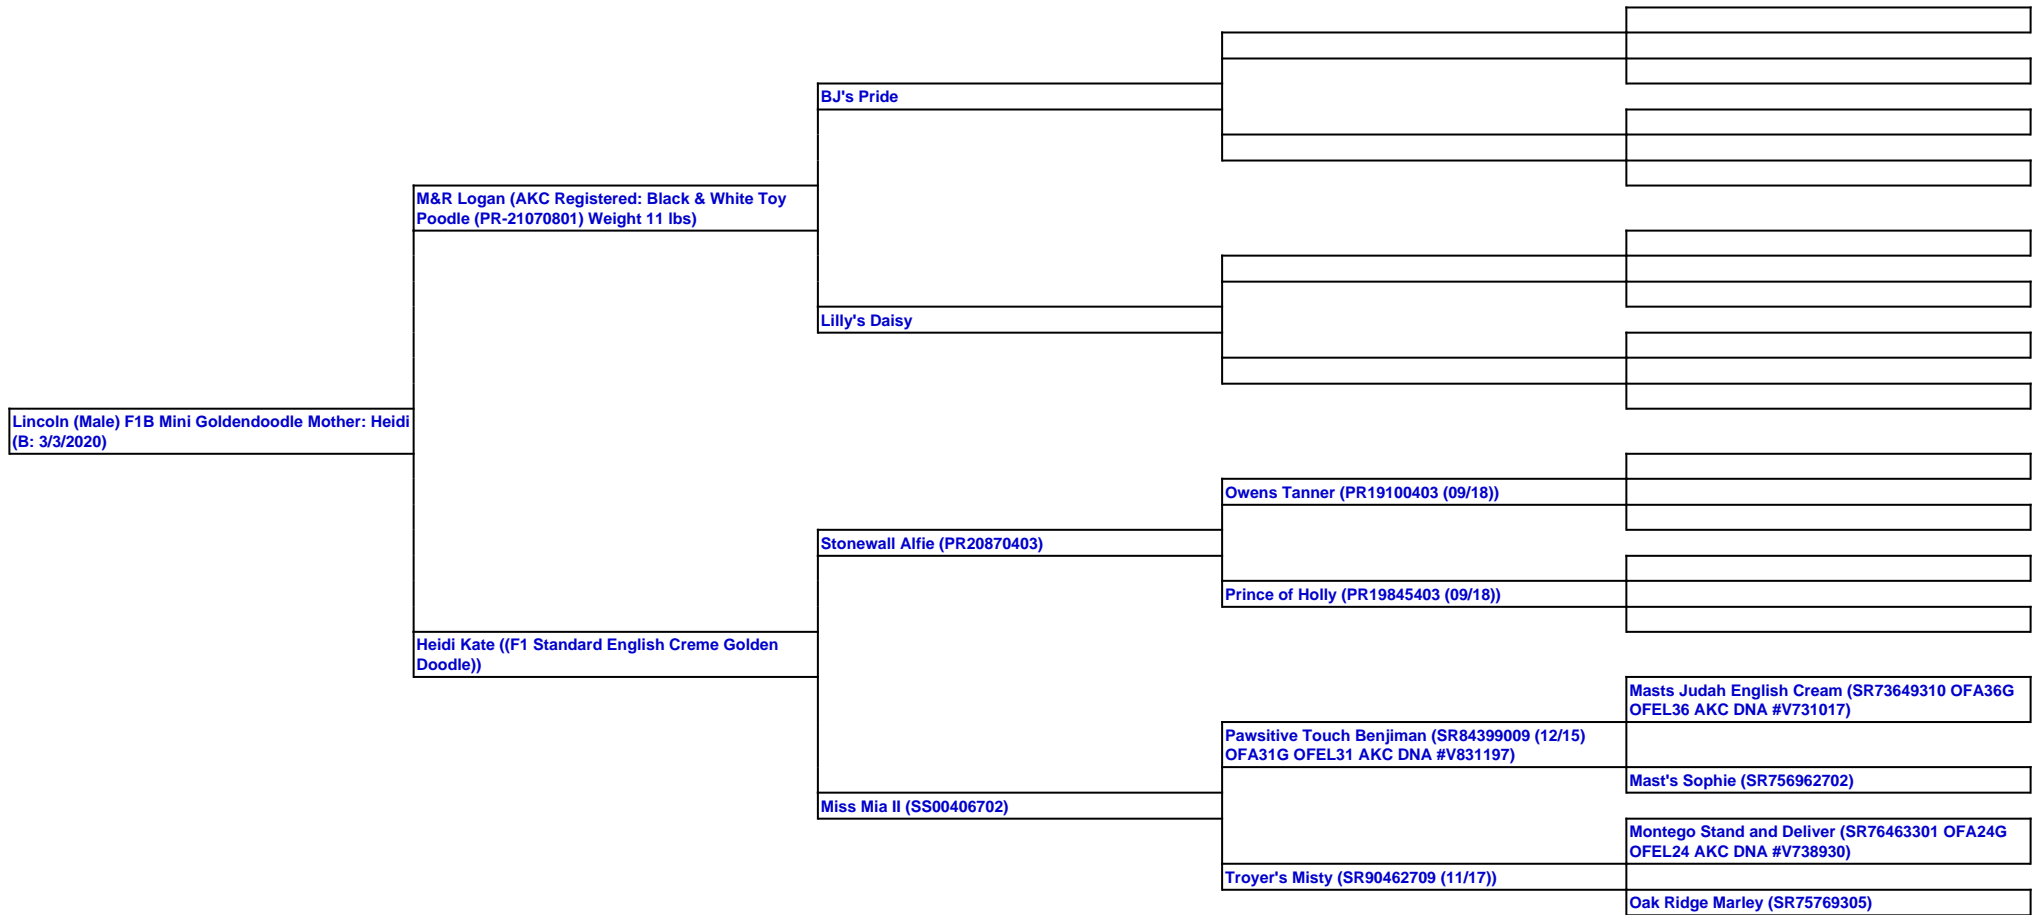 BJ's Pride
M&R Logan (AKC Registered: Black & White Toy
Poodle (PR-21070801) Weight 11 lbs)
Lilly's Daisy
Lincoln (Male) F1B Mini Goldendoodle Mother: Heidi
(B: 3/3/2020)
Owens Tanner (PR19100403 (09/18))
Stonewall Alfie (PR20870403)
Prince of Holly (PR19845403 (09/18))
Heidi Kate ((F1 Standard English Creme Golden
Doodle))
Masts Judah English Cream (SR73649310 OFA36G
OFEL36 AKC DNA #V731017)
Pawsitive Touch Benjiman (SR84399009 (12/15)
OFA31G OFEL31 AKC DNA #V831197)
Mast's Sophie (SR756962702)
Miss Mia II (SS00406702)
Montego Stand and Deliver (SR76463301 OFA24G
OFEL24 AKC DNA #V738930)
Troyer's Misty (SR90462709 (11/17))
Oak Ridge Marley (SR75769305)